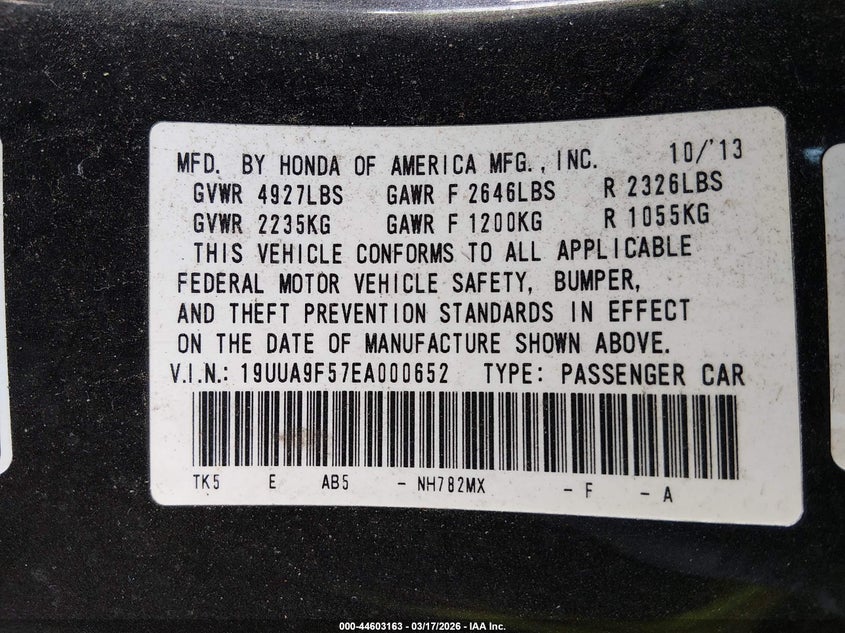 MFD. BY HONDA OF AMERICA MFG., INC. 10/'13
GVWR 4927LBS GAWR F 2646LBS R 2326LBS
GVWR 2235KG GAWR F 1200KG R 1055KG
THIS VEHICLE CONFORMS TO ALL APPLICABLE
FEDERAL MOTOR VEHICLE SAFETY, BUMPER,
AND THEFT PREVENTION STANDARDS IN EFFECT
ON THE DATE OF MANUFACTURE SHOWN ABOVE.
V.I.N.: 19UUA9F57EA000652 TYPE: PASSENGER CAR
TK5 E AB5 - NH782MX - F - A
000-44603163 - 03/17/2026 - IAA Inc.